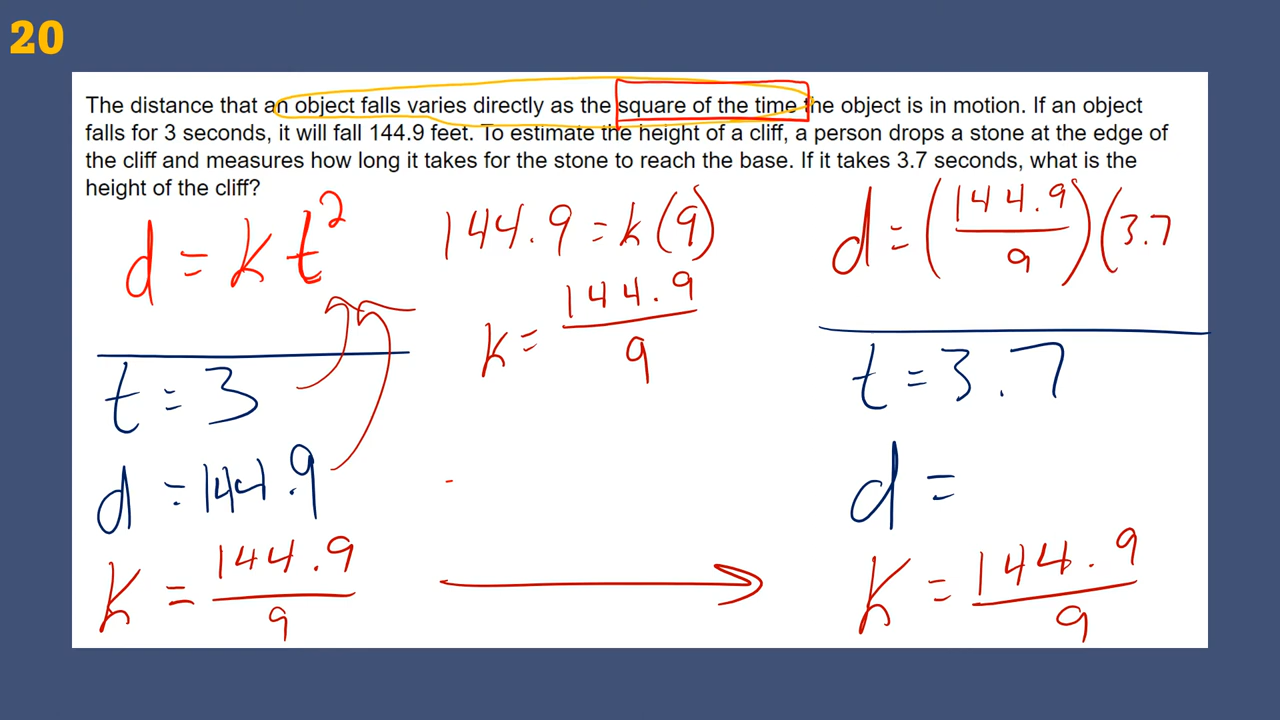 20
The distance that an object falls varies directly as the square of the time the object is in motion. If an object
falls for 3 seconds, it will fall 144.9 feet. To estimate the height of a cliff, a person drops a stone at the edge of
the cliff and measures how long it takes for the stone to reach the base. If it takes 3.7 seconds, what is the
height of the cliff?
d = kt²
t = 3
d = 144.9
K = 144.9/9
144.9 = k(9)
k = 144.9/9
d = (144.9/9)(3.7
t = 3.7
d =
K = 144.9/9